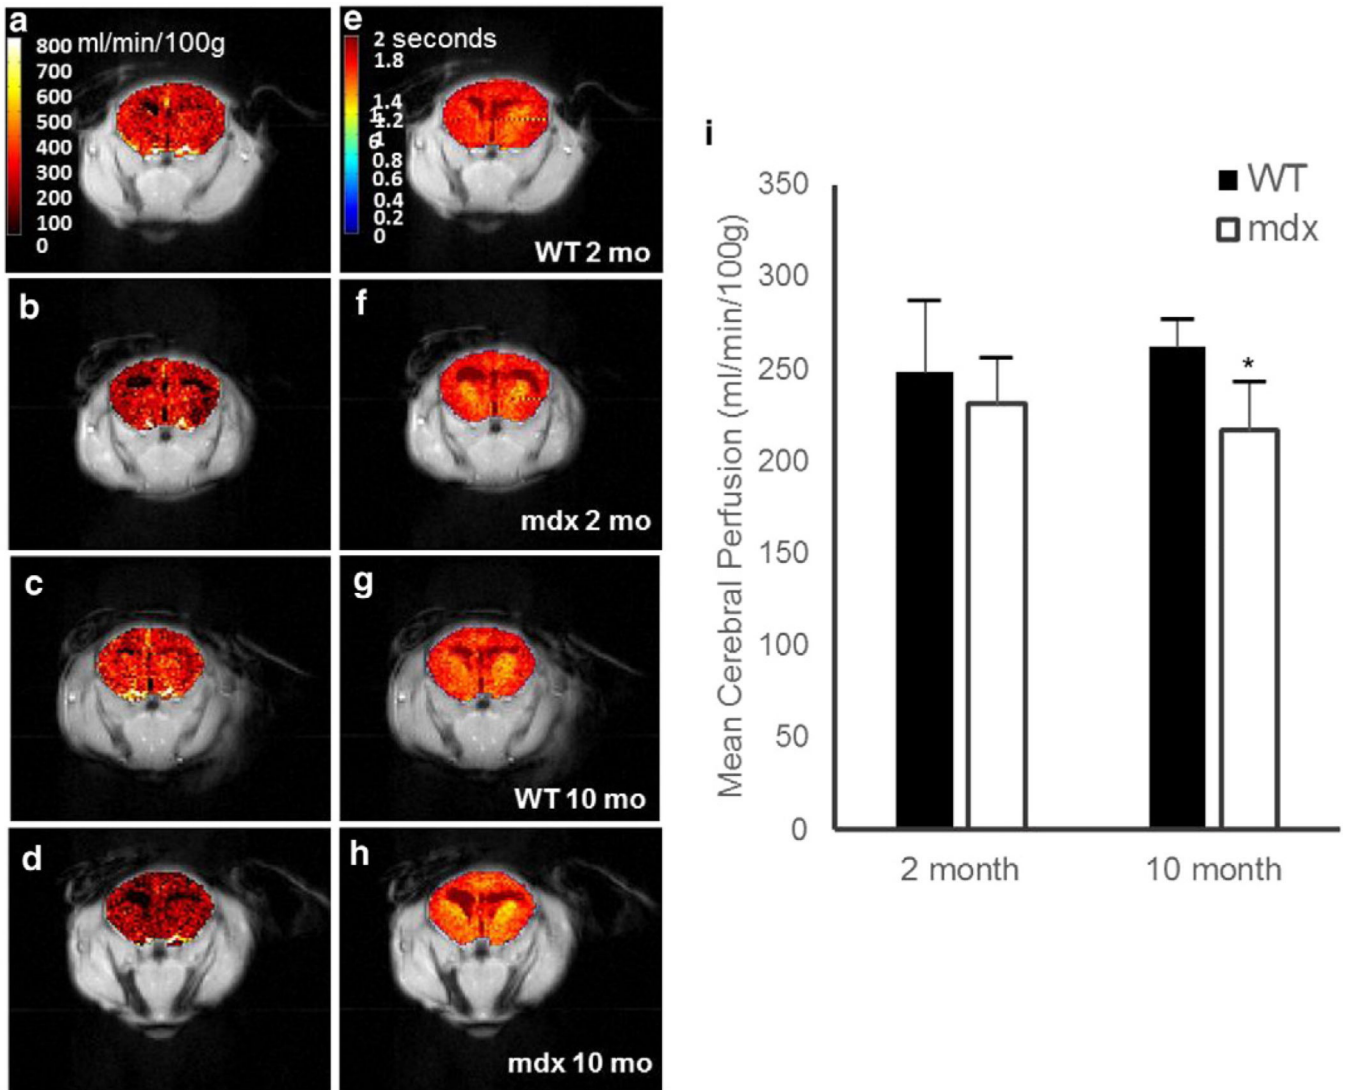 a
800 ml/min/100g
700
600
500
400
300
200
100
0
e
2 seconds
1.8
1.4
1.2
1
0.8
0.6
0.4
0.2
0
WT 2 mo
b
f
mdx 2 mo
c
g
WT 10 mo
d
h
mdx 10 mo
i
WT
mdx
Mean Cerebral Perfusion (ml/min/100g)
350
300
250
200
150
100
50
0
2 month
10 month
*